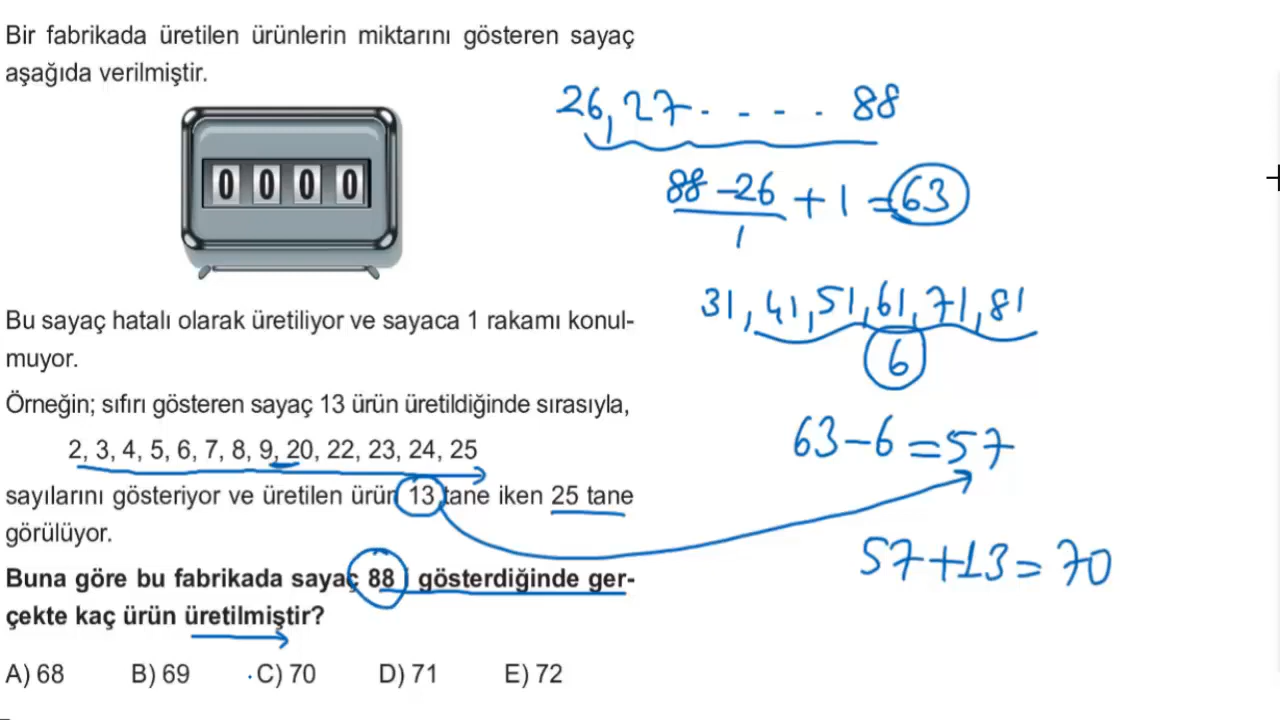 Bir fabrikada üretilen ürünlerin miktarını gösteren sayaç
aşağıda verilmiştir.
0 0 0 0
Bu sayaç hatalı olarak üretiliyor ve sayaca 1 rakamı konul-
muyor.
Örneğin; sıfırı gösteren sayaç 13 ürün üretildiğinde sırasıyla,
2, 3, 4, 5, 6, 7, 8, 9, 20, 22, 23, 24, 25
sayılarını gösteriyor ve üretilen ürün 13 tane iken 25 tane
görülüyor.
Buna göre bu fabrikada sayaç 88 gösterdiğinde ger-
çekte kaç ürün üretilmiştir?
A) 68 B) 69 C) 70 D) 71 E) 72
26, 27 . . . . . 88
88 - 26
1
+ 1 = 63
31, 41, 51, 61, 71, 81
6
63 - 6 = 57
57 + 13 = 70